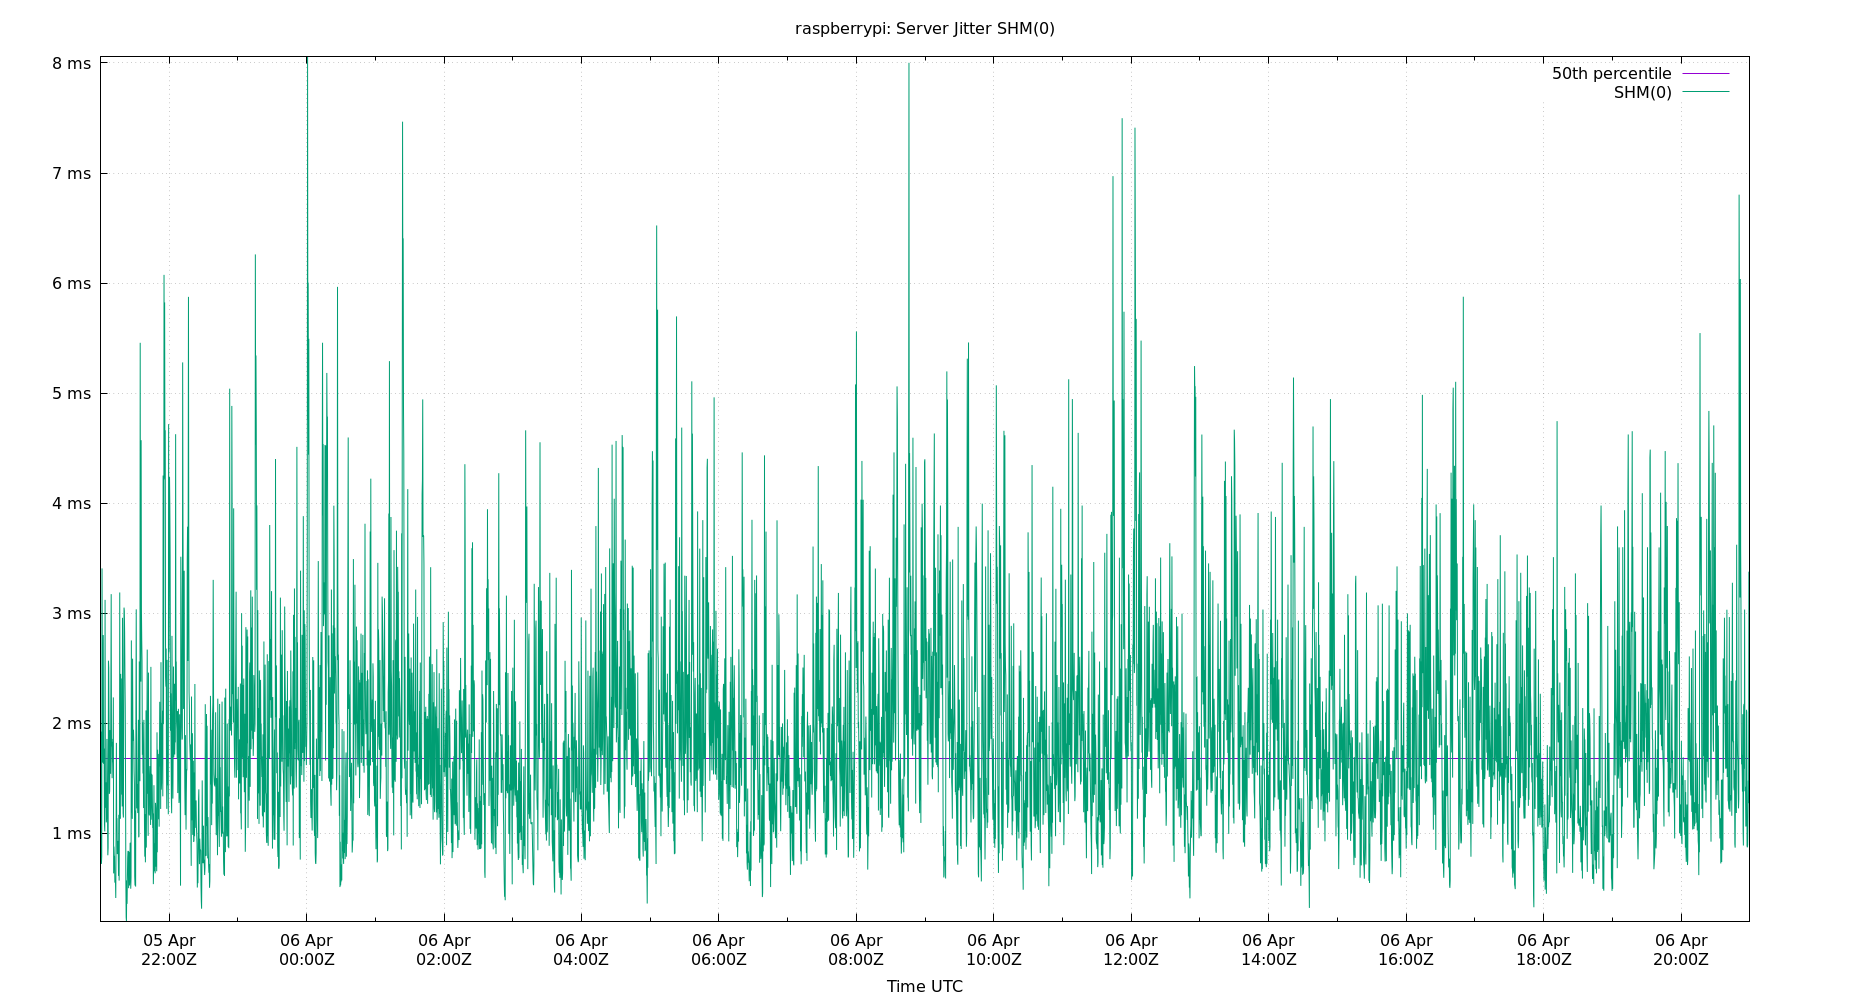 raspberrypi: Server Jitter SHM(0)
50th percentile
SHM(0)
8 ms
7 ms
6 ms
5 ms
4 ms
3 ms
2 ms
1 ms
05 Apr 06 Apr 06 Apr 06 Apr 06 Apr 06 Apr 06 Apr 06 Apr 06 Apr 06 Apr 06 Apr 06 Apr
22:00Z 00:00Z 02:00Z 04:00Z 06:00Z 08:00Z 10:00Z 12:00Z 14:00Z 16:00Z 18:00Z 20:00Z
Time UTC